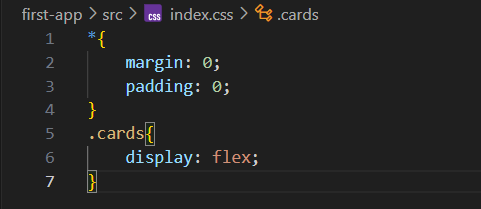 first-app > src > CSS index.css > .cards
1 *{
2     margin: 0;
3     padding: 0;
4 }
5 .cards{
6     display: flex;
7 }